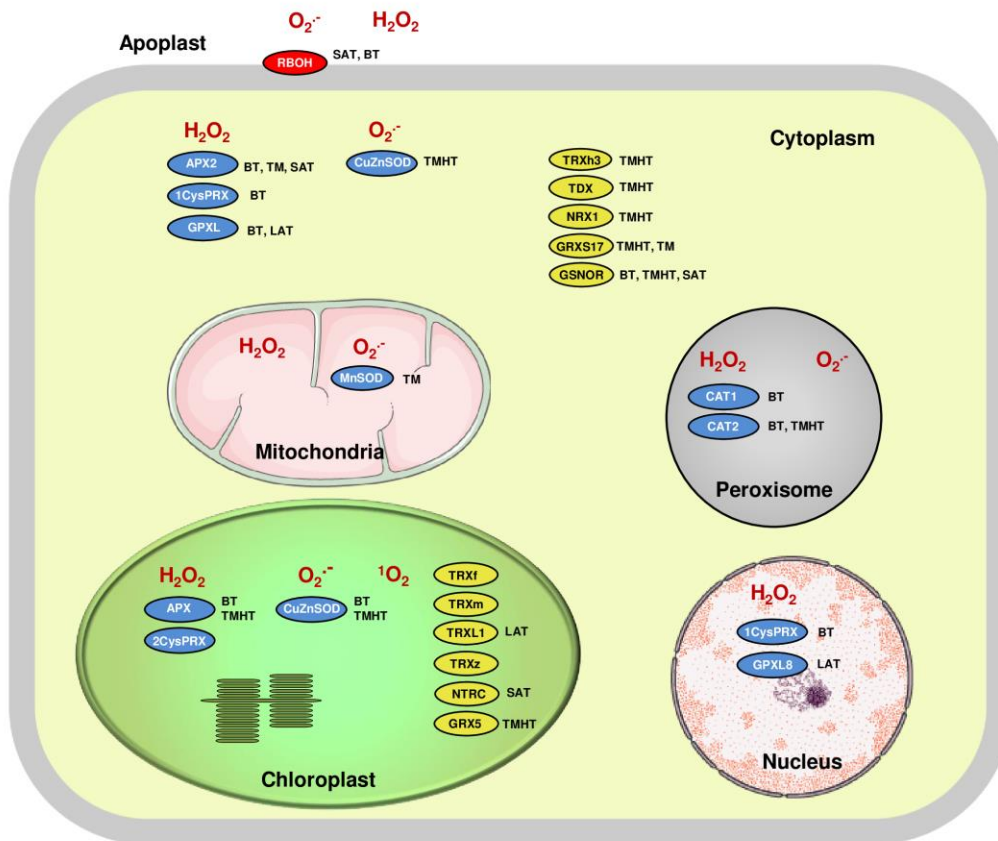 O₂·- H₂O₂
Apoplast
RBOH SAT, BT
Cytoplasm
H₂O₂ O₂·-
APX2 BT, TM, SAT
1CysPRX BT
GPXL BT, LAT
CuZnSOD TMHT
TRXh3 TMHT
TDX TMHT
NRX1 TMHT
GRXS17 TMHT, TM
GSNOR BT, TMHT, SAT
H₂O₂ O₂·-
MnSOD TM
Mitochondria
H₂O₂ O₂·-
CAT1 BT
CAT2 BT, TMHT
Peroxisome
H₂O₂ O₂·- ¹O₂
APX BT
TMHT
2CysPRX
CuZnSOD BT
TMHT
TRXf
TRXm
TRXL1 LAT
TRXz
NTRC SAT
GRX5 TMHT
Chloroplast
H₂O₂
1CysPRX BT
GPXL8 LAT
Nucleus